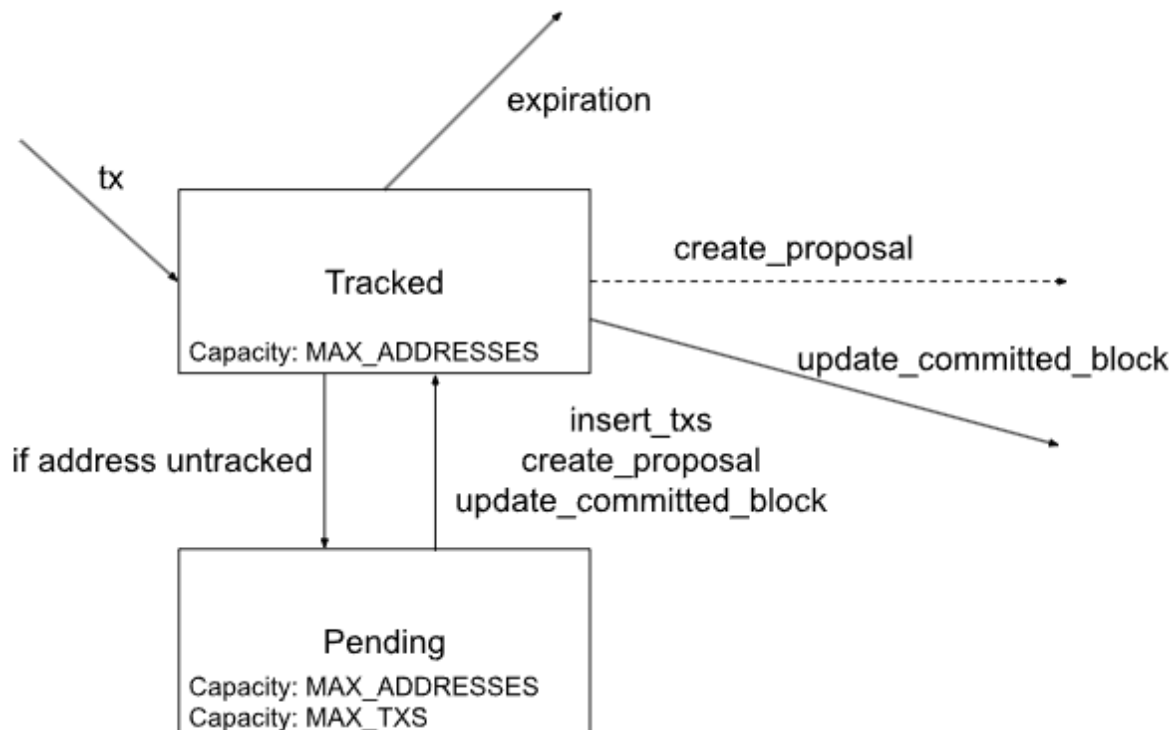 expiration
tx
create_proposal
Tracked
Capacity: MAX_ADDRESSES
update_committed_block
if address untracked
insert_txs
create_proposal
update_committed_block
Pending
Capacity: MAX_ADDRESSES
Capacity: MAX_TXS